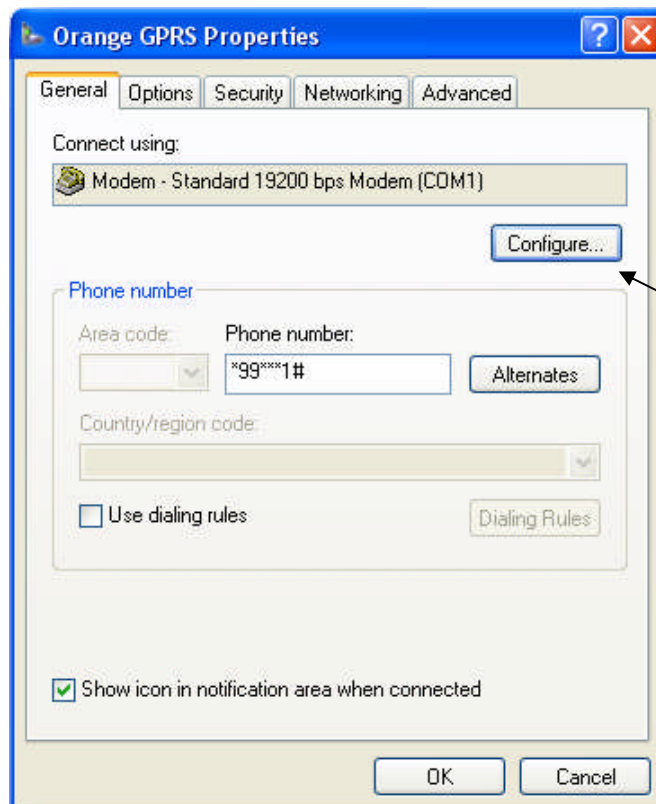 Orange GPRS Properties
General Options Security Networking Advanced
Connect using:
Modem - Standard 19200 bps Modem (COM1)
Configure...
Phone number
Area code: Phone number:
*99***1# Alternates
Country/region code:
Use dialing rules Dialing Rules
Show icon in notification area when connected
OK Cancel